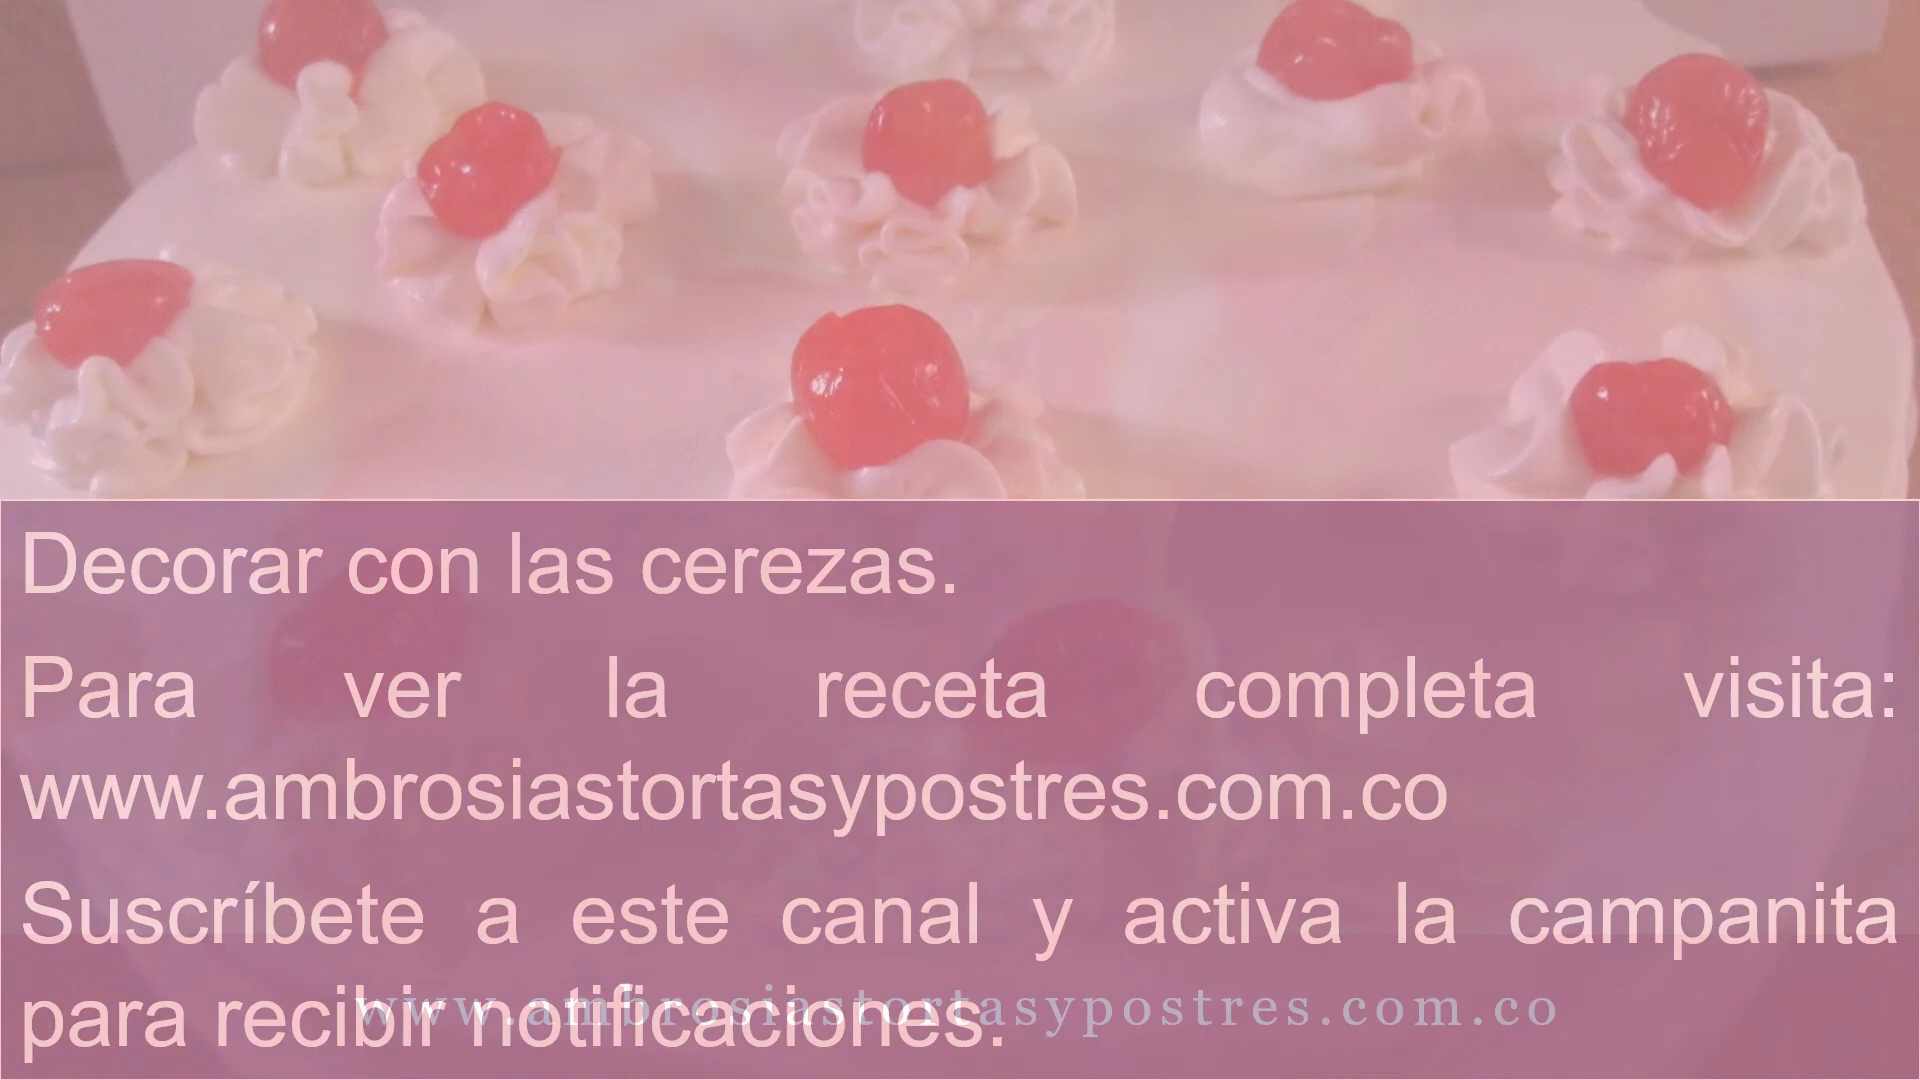 Decorar con las cerezas.
Para ver la receta completa visita:
www.ambrosiastortasypostres.com.co
Suscríbete a este canal y activa la campanita
para recibir notificaciones.
www.ambrosiastortasypostres.com.co